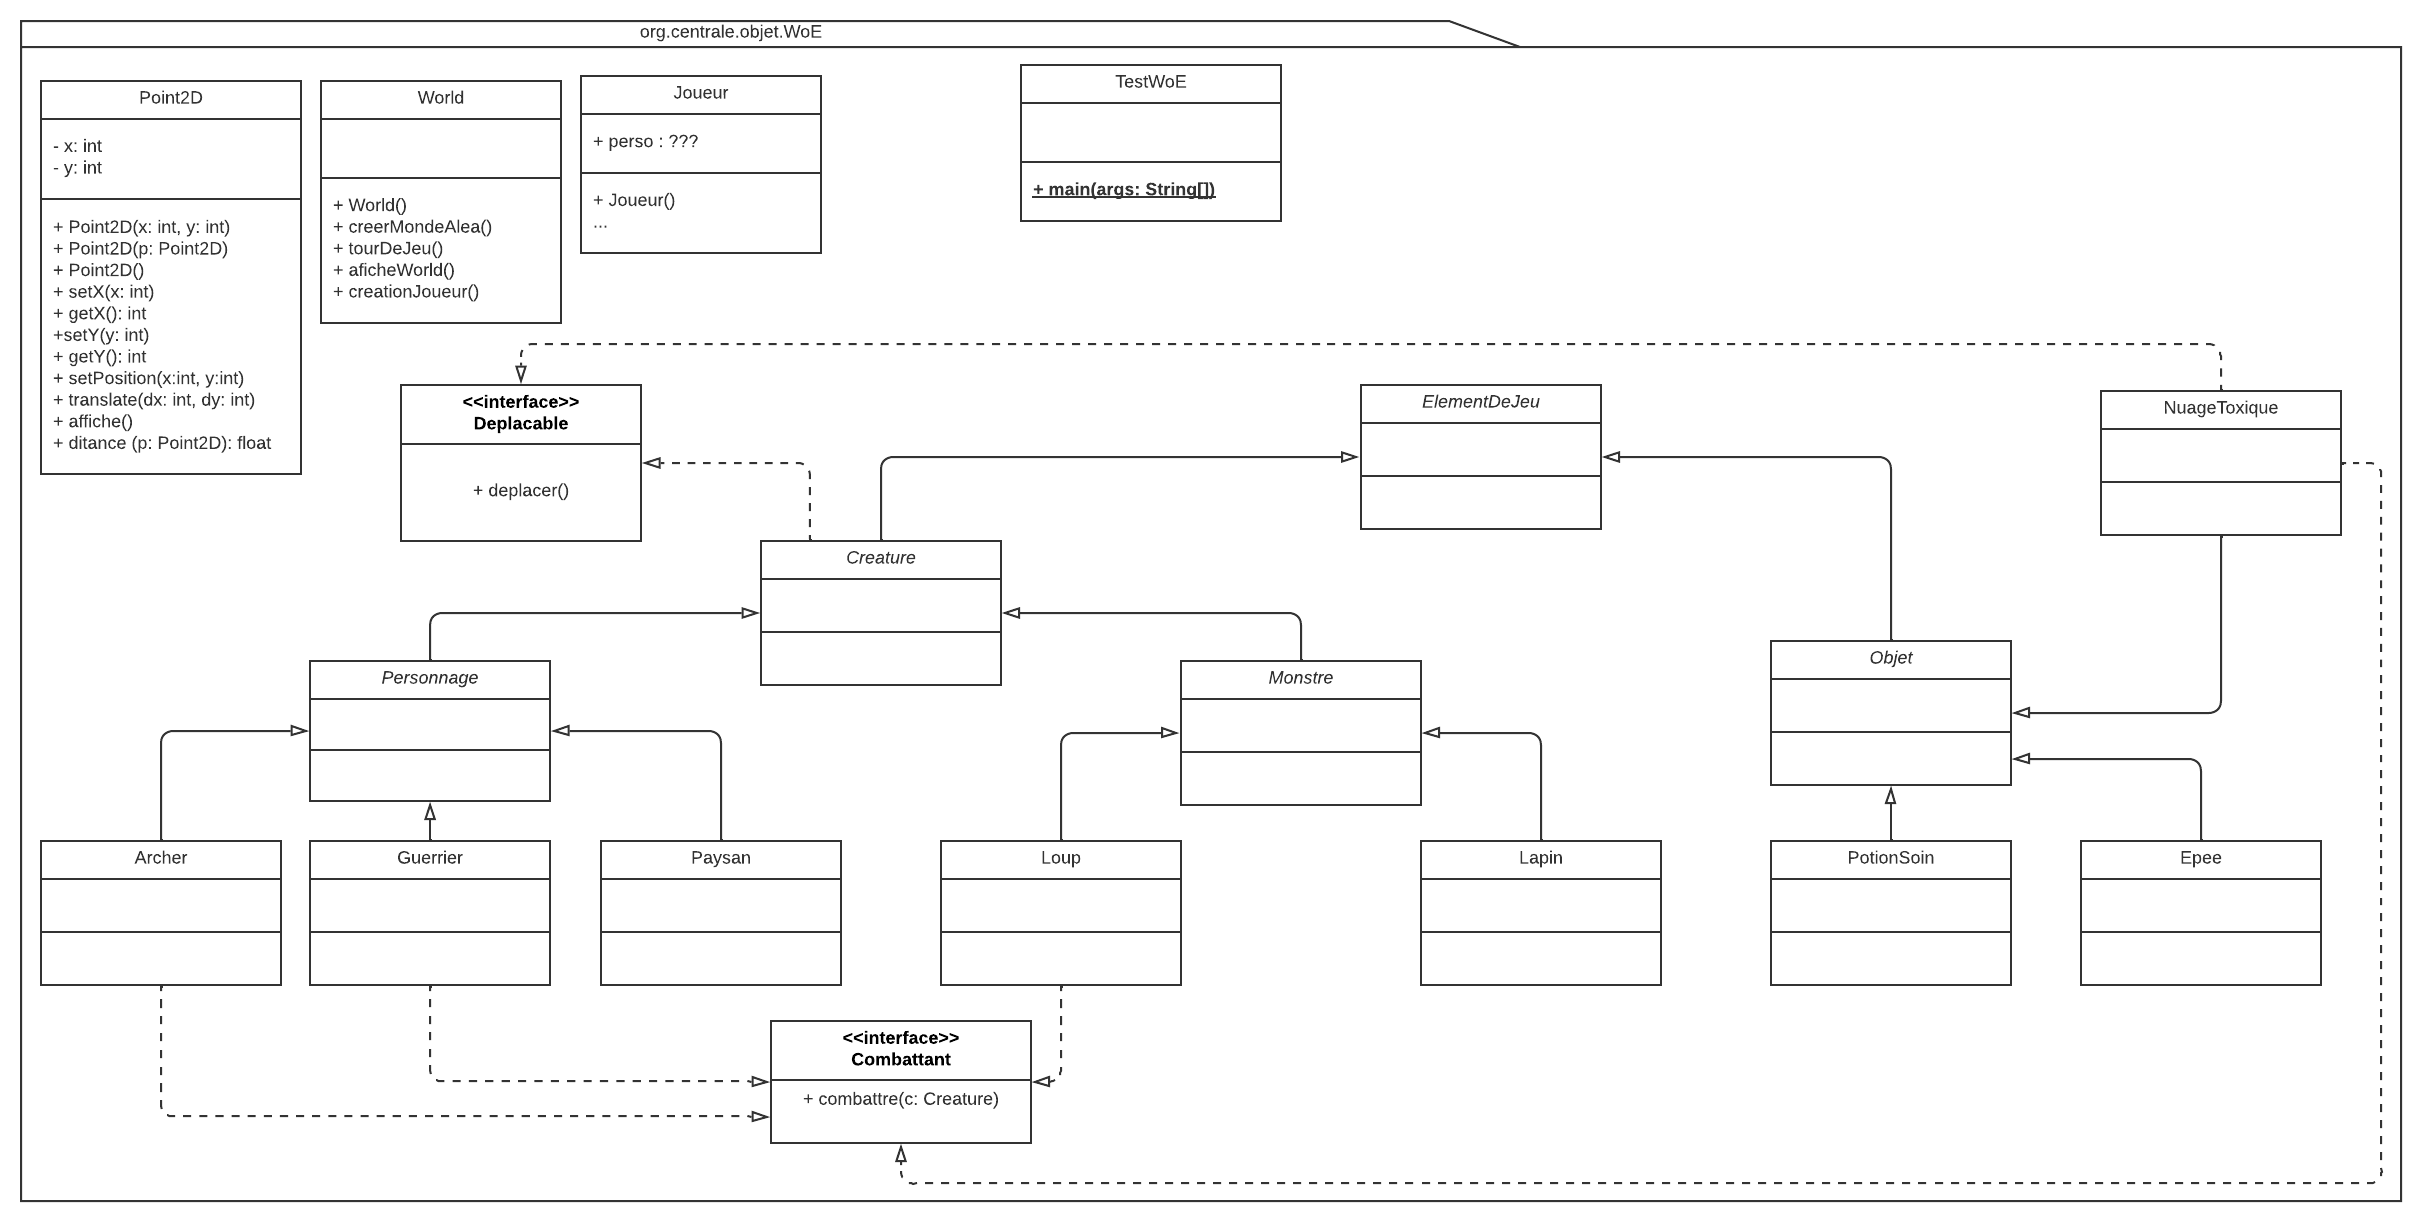 org.centrale.objet.WoE
Point2D
- x: int
- y: int
+ Point2D(x: int, y: int)
+ Point2D(p: Point2D)
+ Point2D()
+ setX(x: int)
+ getX(): int
+setY(y: int)
+ getY(): int
+ setPosition(x:int, y:int)
+ translate(dx: int, dy: int)
+ affiche()
+ ditance (p: Point2D): float
World
+ World()
+ creerMondeAlea()
+ tourDeJeu()
+ aficheWorld()
+ creationJoueur()
Joueur
+ perso : ???
+ Joueur()
...
TestWoE
+ main(args: String[])
<<interface>>
Deplacable
+ deplacer()
ElementDeJeu
NuageToxique
Creature
Personnage
Monstre
Objet
Archer
Guerrier
Paysan
Loup
Lapin
PotionSoin
Epee
<<interface>>
Combattant
+ combattre(c: Creature)